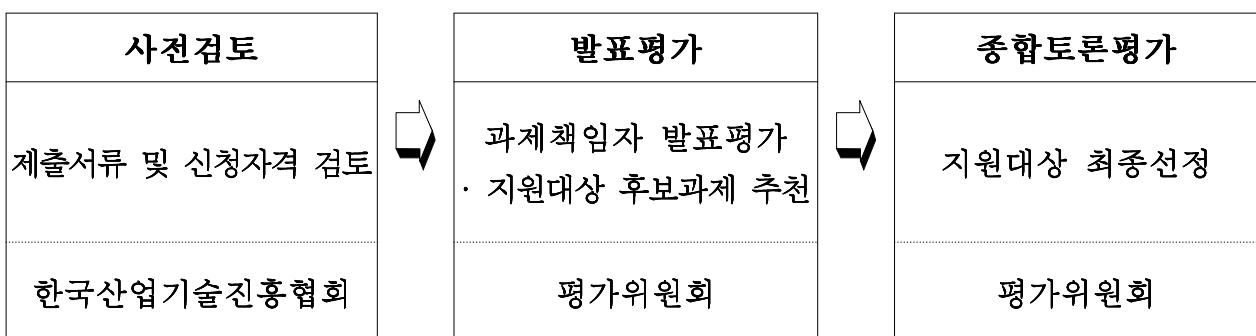 사전검토
제출서류 및 신청자격 검토
한국산업기술진흥협회
발표평가
과제책임자 발표평가
· 지원대상 후보과제 추천
평가위원회
종합토론평가
지원대상 최종선정
평가위원회